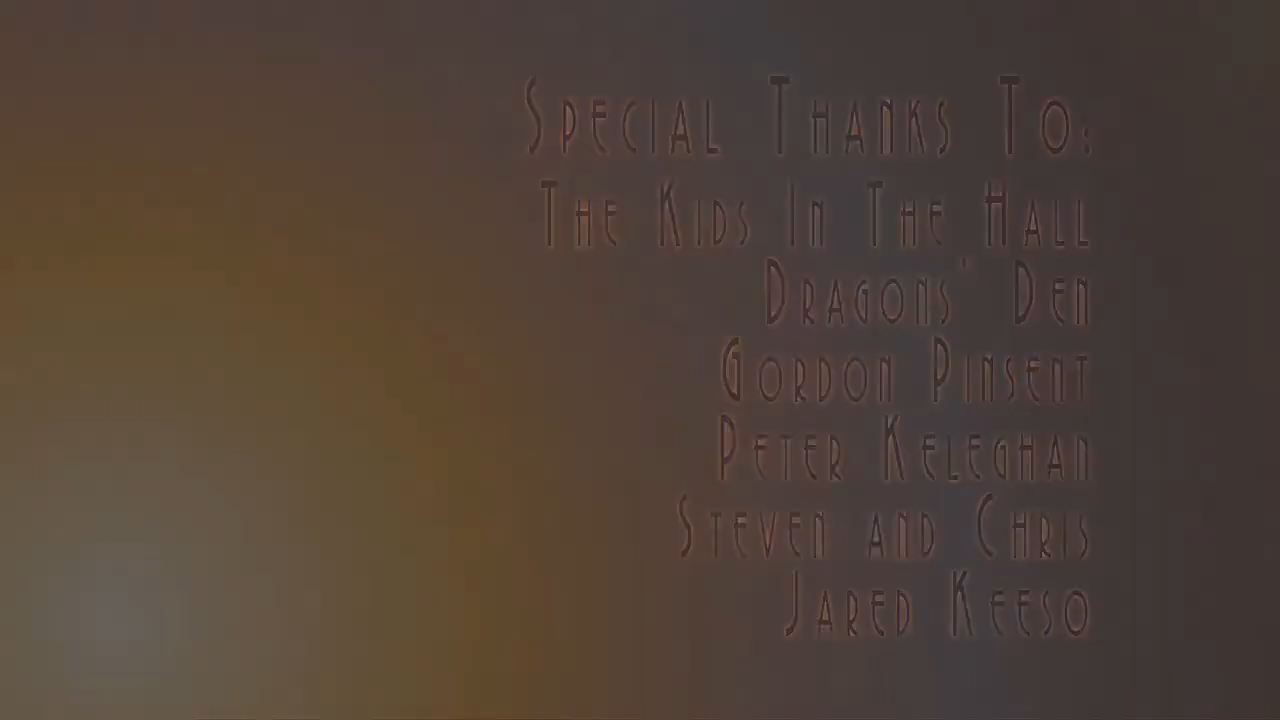 Special Thanks To:
The Kids In The Hall
Dragons' Den
Gordon Pinsent
Peter Keleghan
Steven and Chris
Jared Keeso